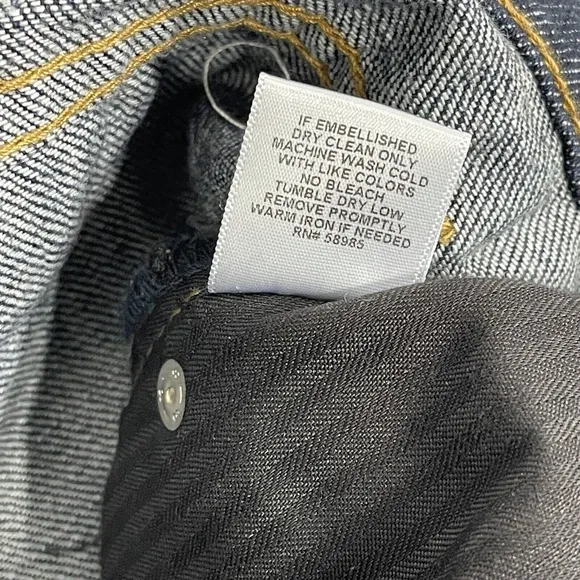 IF EMBELLISHED
DRY CLEAN ONLY
MACHINE WASH COLD
WITH LIKE COLORS
NO BLEACH
TUMBLE DRY LOW
REMOVE PROMPTLY
WARM IRON IF NEEDED
RN# 58985